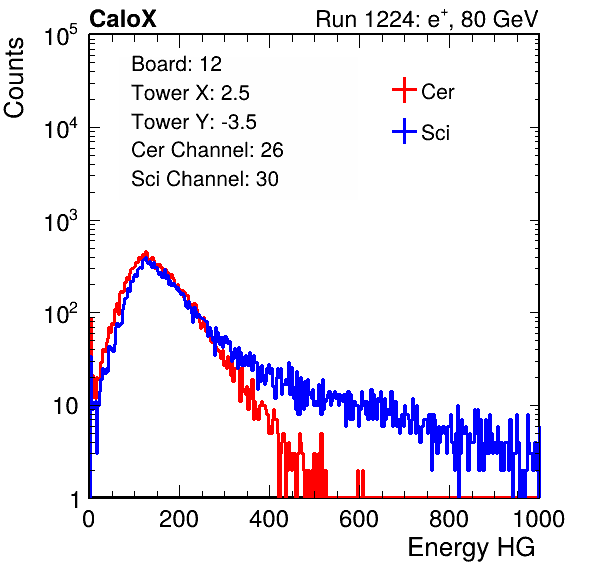 CaloX Run 1224: e⁺, 80 GeV
Counts
10⁵
10⁴
10³
10²
10
1
Board: 12
Tower X: 2.5
Tower Y: -3.5
Cer Channel: 26
Sci Channel: 30
Cer
Sci
0 200 400 600 800 1000
Energy HG